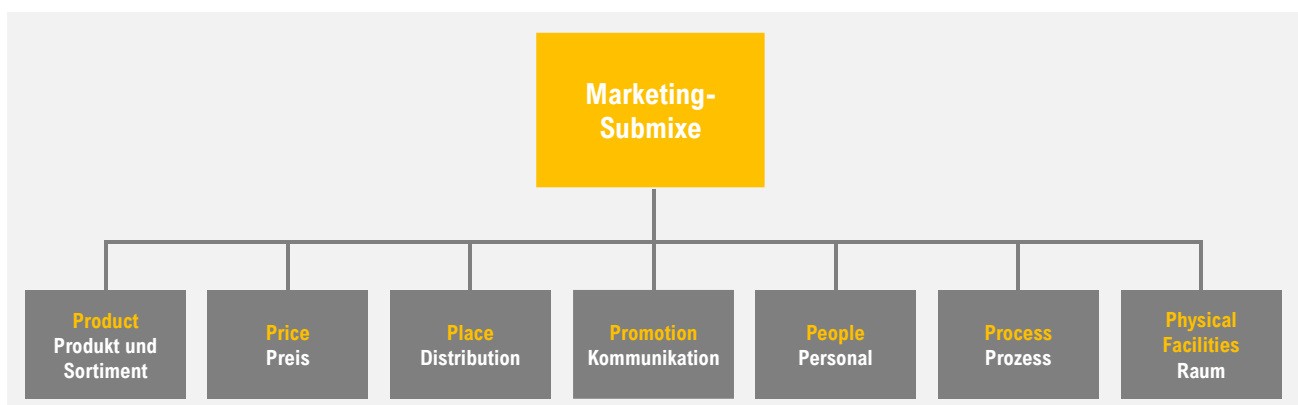 Marketing-
Submixe
Product
Produkt und
Sortiment
Price
Preis
Place
Distribution
Promotion
Kommunikation
People
Personal
Process
Prozess
Physical
Facilities
Raum